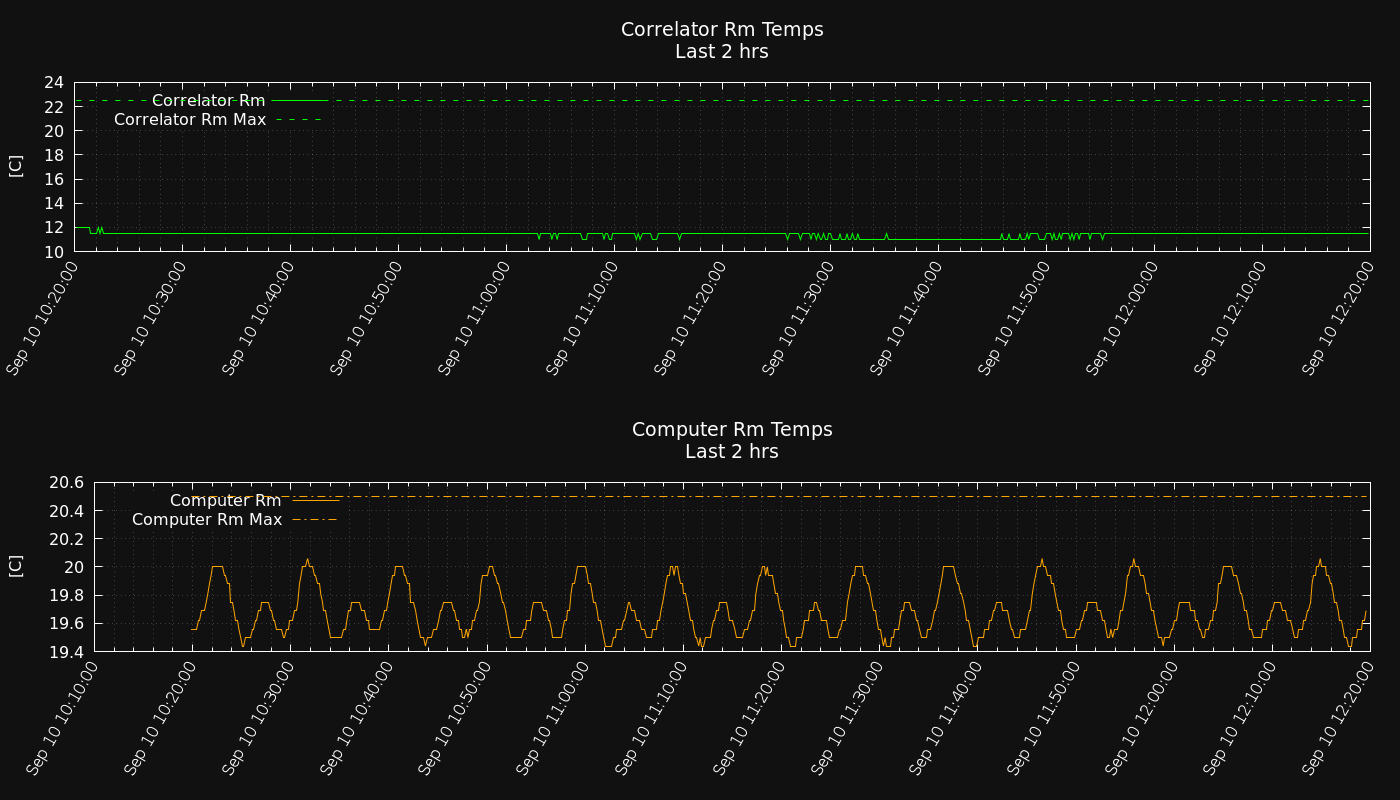 Correlator Rm Temps
Last 2 hrs
24
22
20
18
16
14
12
10
[C]
Correlator Rm
Correlator Rm Max
Sep 10 10:20:00
Sep 10 10:30:00
Sep 10 10:40:00
Sep 10 10:50:00
Sep 10 11:00:00
Sep 10 11:10:00
Sep 10 11:20:00
Sep 10 11:30:00
Sep 10 11:40:00
Sep 10 11:50:00
Sep 10 12:00:00
Sep 10 12:10:00
Sep 10 12:20:00
Computer Rm Temps
Last 2 hrs
20.6
20.4
20.2
20
19.8
19.6
19.4
[C]
Computer Rm
Computer Rm Max
Sep 10 10:10:00
Sep 10 10:20:00
Sep 10 10:30:00
Sep 10 10:40:00
Sep 10 10:50:00
Sep 10 11:00:00
Sep 10 11:10:00
Sep 10 11:20:00
Sep 10 11:30:00
Sep 10 11:40:00
Sep 10 11:50:00
Sep 10 12:00:00
Sep 10 12:10:00
Sep 10 12:20:00